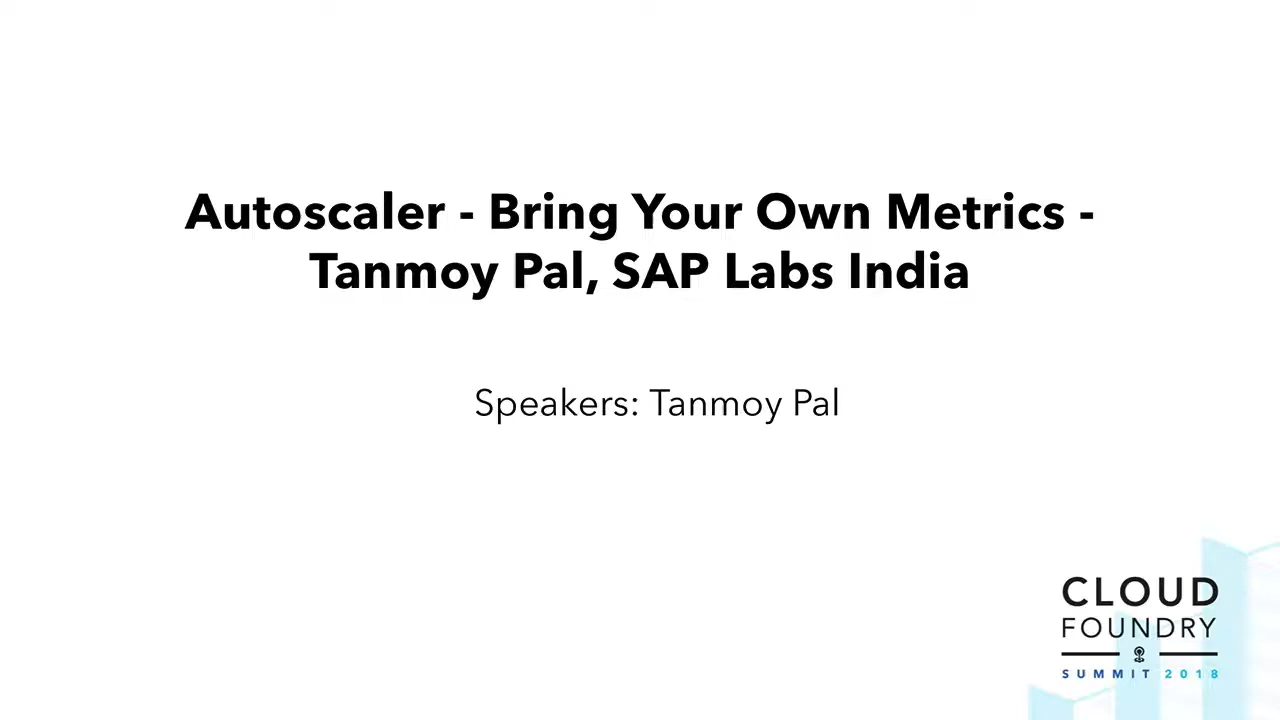 Autoscaler - Bring Your Own Metrics -
Tanmoy Pal, SAP Labs India
Speakers: Tanmoy Pal
CLOUD
FOUNDRY
SUMMIT 2018